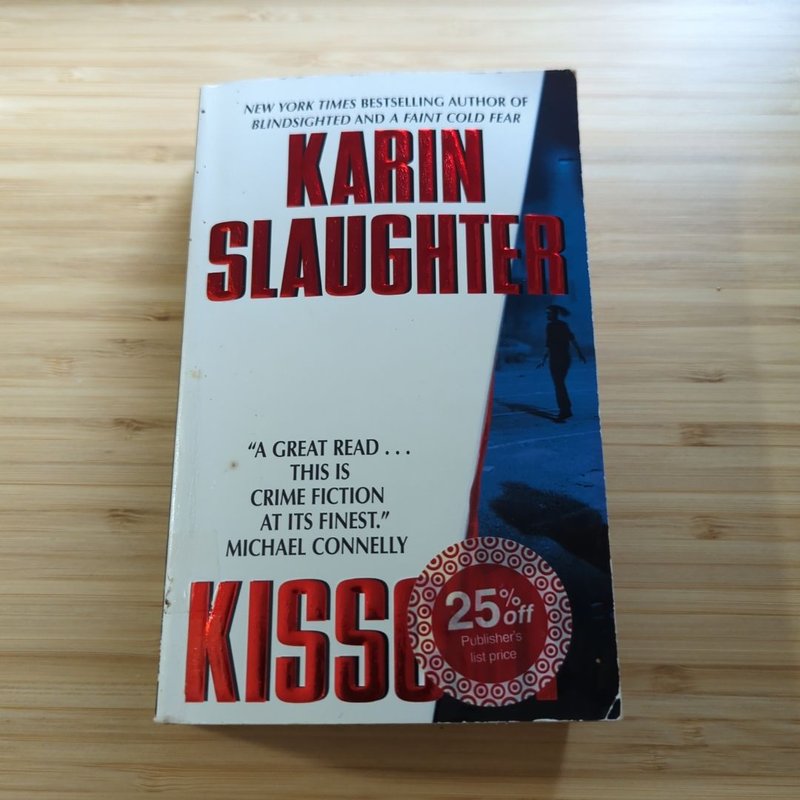 NEW YORK TIMES BESTSELLING AUTHOR OF
BLINDSIGHTED AND A FAINT COLD FEAR
KARIN
SLAUGHTER
“A GREAT READ . . .
THIS IS
CRIME FICTION
AT ITS FINEST.”
MICHAEL CONNELLY
25% off
Publisher's
list price